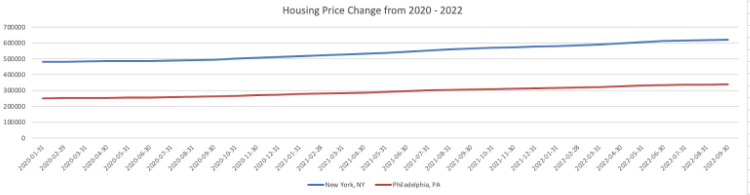 Housing Price Change from 2020 - 2022
700000
600000
500000
400000
300000
200000
100000
0
2020-01-31 2020-02-29 2020-03-31 2020-04-30 2020-05-31 2020-06-30 2020-07-31 2020-08-31 2020-09-30 2020-10-31 2020-11-30 2020-12-31 2021-01-31 2021-02-28 2021-03-31 2021-04-30 2021-05-31 2021-06-30 2021-07-31 2021-08-31 2021-09-30 2021-10-31 2021-11-30 2021-12-31 2022-01-31 2022-02-28 2022-03-31 2022-04-30 2022-05-31 2022-06-30 2022-07-31 2022-08-31 2022-09-30
New York, NY Philadelphia, PA